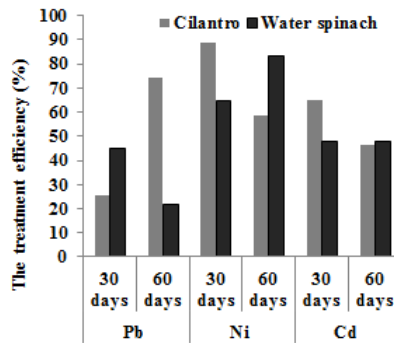 Cilantro Water spinach
The treatment efficiency (%)
100
90
80
70
60
50
40
30
20
10
0
30 days 60 days 30 days 60 days 30 days 60 days
Pb Ni Cd